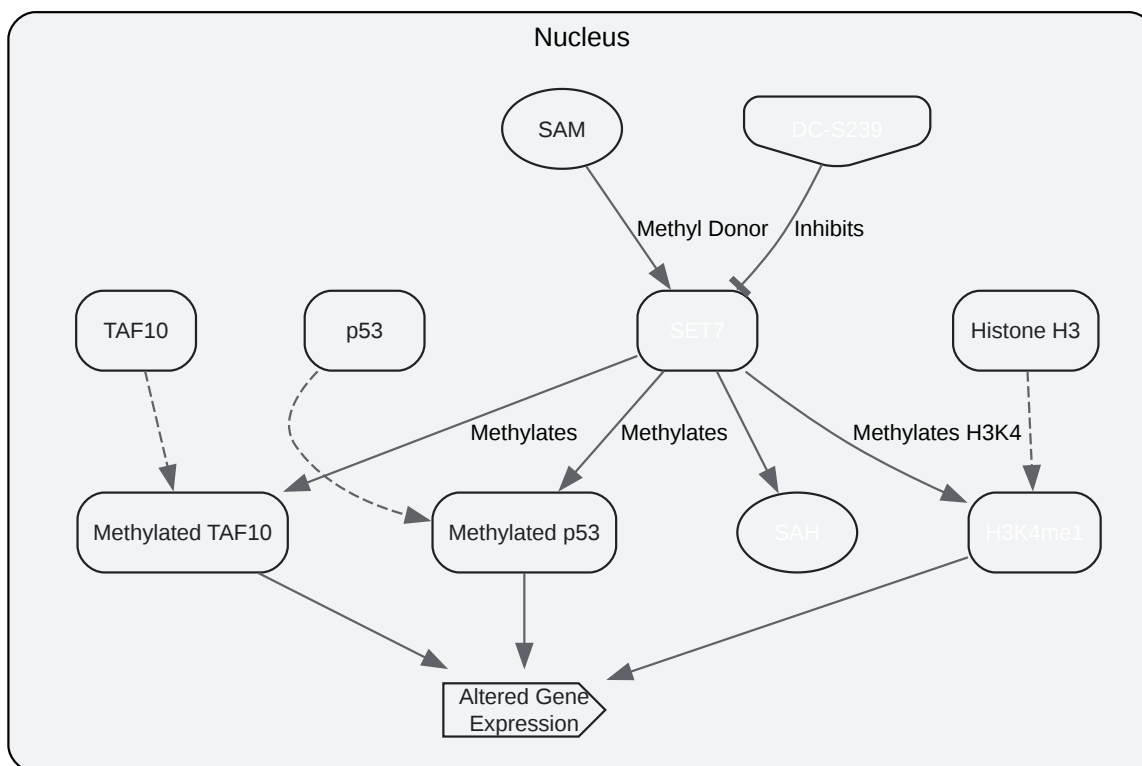 Nucleus
SAM
DC-S239
Methyl Donor
Inhibits
TAF10
p53
SET7
Histone H3
Methylates
Methylates
Methylates H3K4
Methylated TAF10
Methylated p53
SAH
H3K4me1
Altered Gene
Expression